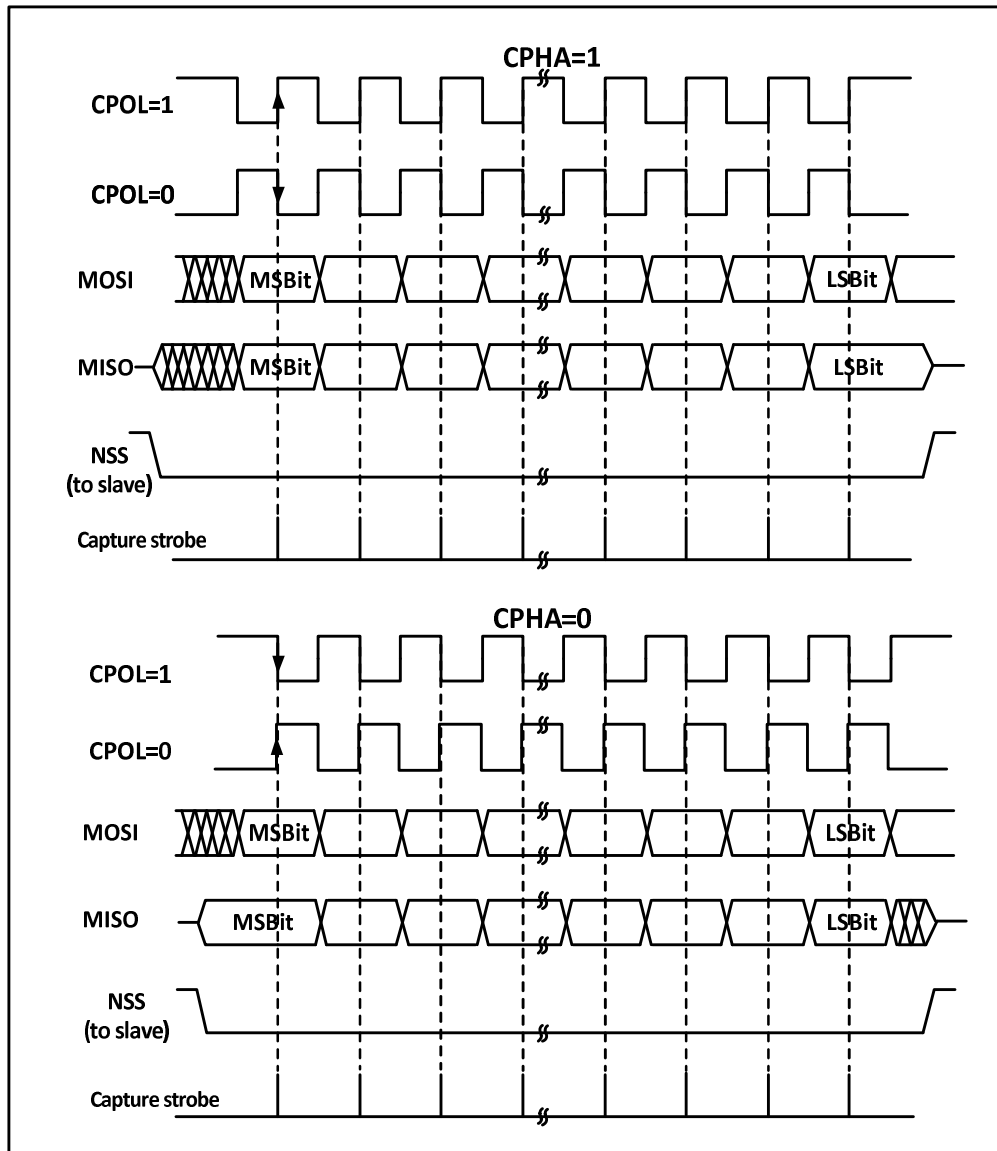 CPHA=1
CPOL=1
CPOL=0
MOSI MSBit LSBit
MISO MSBit LSBit
NSS
(to slave)
Capture strobe
CPHA=0
CPOL=1
CPOL=0
MOSI MSBit LSBit
MISO MSBit LSBit
NSS
(to slave)
Capture strobe